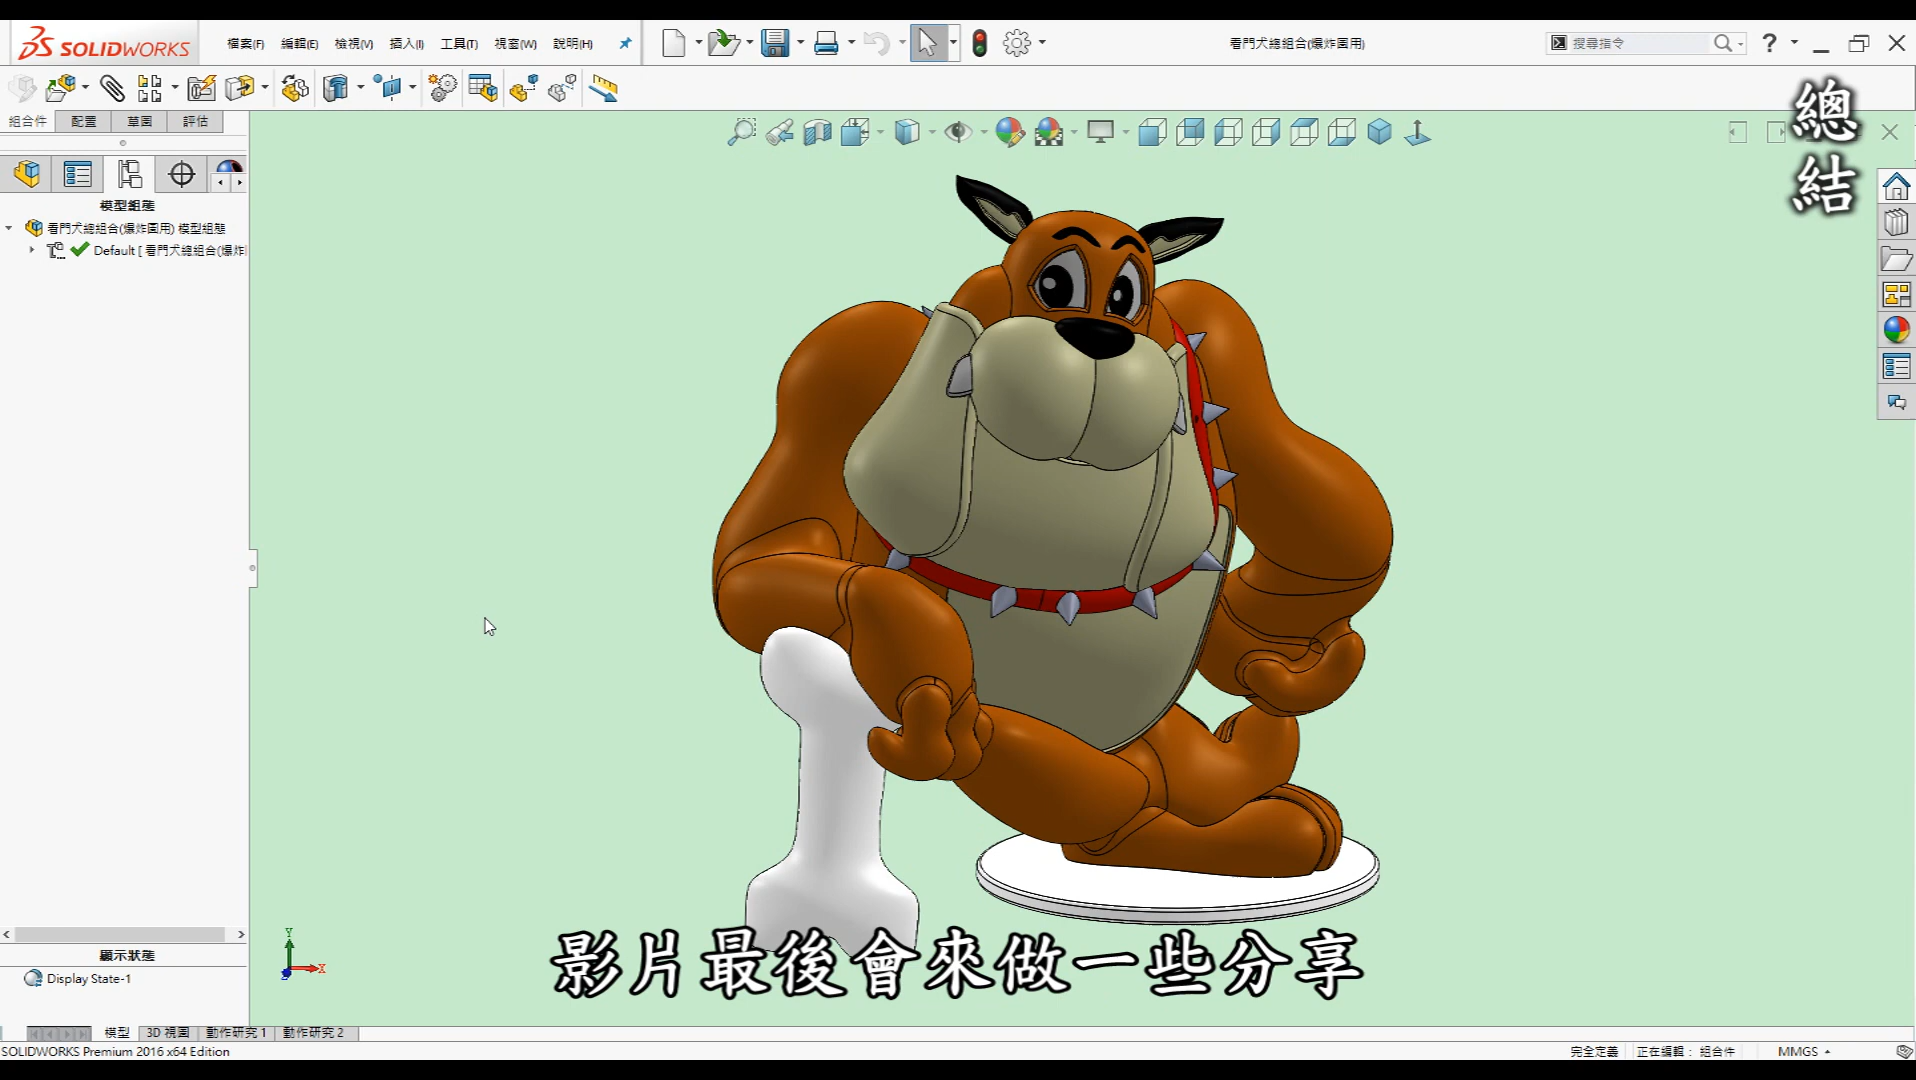 SOLIDWORKS
檔案(F) 編輯(E) 檢視(V) 插入(I) 工具(T) 視窗(W) 說明(H)
看門犬總組合(爆炸圖用)
搜尋指令
組合件 配置 草圖 評估
模型組態
看門犬總組合(爆炸圖用) 模型組態
Default [ 看門犬總組合(爆炸
總結
顯示狀態
Display State-1
影片最後會來做一些分享
模型 3D 視圖 動作研究 1 動作研究 2
SOLIDWORKS Premium 2016 x64 Edition
完全定義 正在編輯： 組合件 MMGS
Y
X
Z